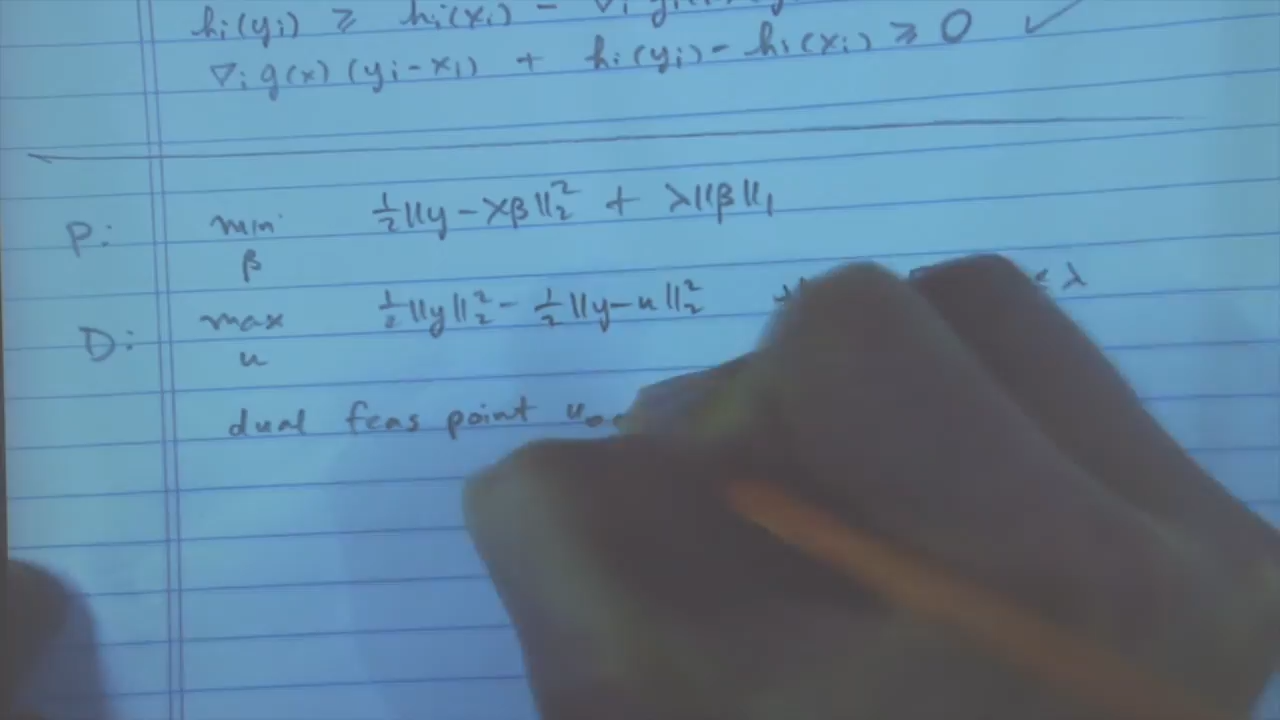 hᵢ(yᵢ) ≥ hᵢ(xᵢ) -
∇ᵢ g(x) (yᵢ - xᵢ) + hᵢ(yᵢ) - hᵢ(xᵢ) ≥ 0 ✓
P: min ½||y - Xβ||₂² + λ||β||₁
β
D: max ½||y||₂² - ½||y - u||₂² λ
u
dual feas point u₀